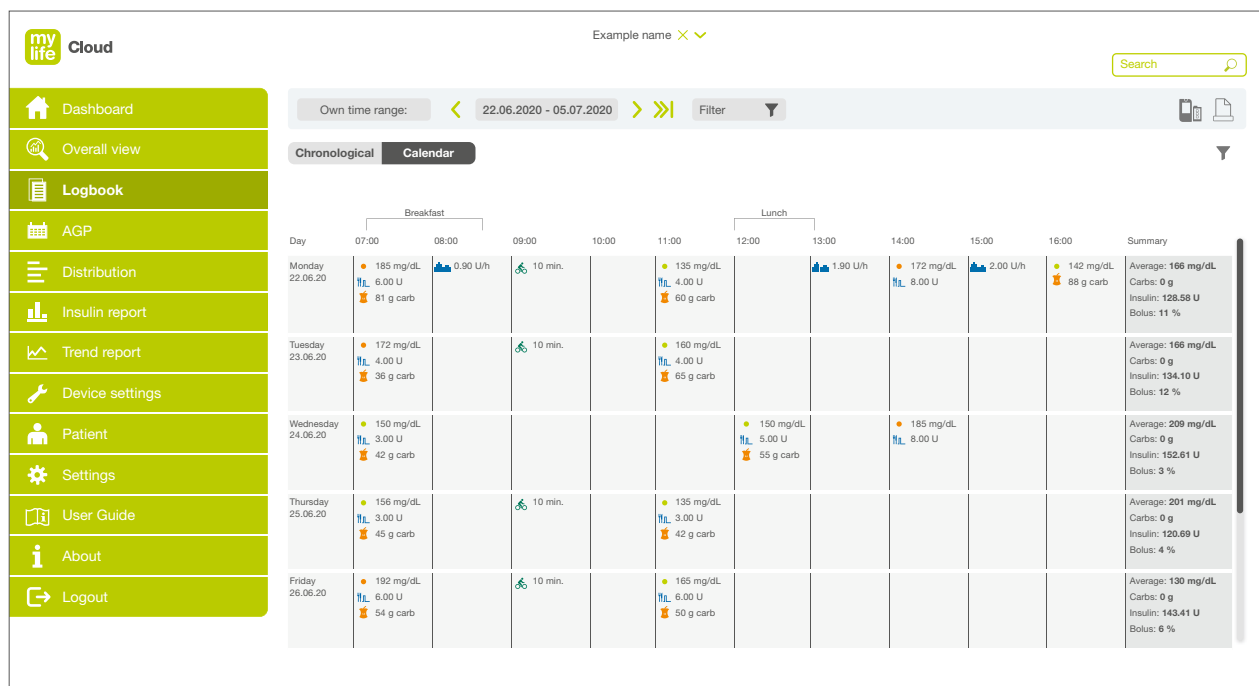 my
life Cloud
Example name
Search
Dashboard
Overall view
Logbook
AGP
Distribution
Insulin report
Trend report
Device settings
Patient
Settings
User Guide
About
Logout
Own time range: 22.06.2020 - 05.07.2020 Filter
Chronological Calendar
Breakfast Lunch
Day 07:00 08:00 09:00 10:00 11:00 12:00 13:00 14:00 15:00 16:00 Summary
Monday 185 mg/dL 0.90 U/h 10 min. 135 mg/dL 1.90 U/h 172 mg/dL 2.00 U/h 142 mg/dL Average: 166 mg/dL
22.06.20 6.00 U 4.00 U 8.00 U 88 g carb Carbs: 0 g
81 g carb 60 g carb Insulin: 128.58 U
Bolus: 11 %
Tuesday 172 mg/dL 10 min. 160 mg/dL Average: 166 mg/dL
23.06.20 4.00 U 4.00 U Carbs: 0 g
36 g carb 65 g carb Insulin: 134.10 U
Bolus: 12 %
Wednesday 150 mg/dL 150 mg/dL 185 mg/dL Average: 209 mg/dL
24.06.20 3.00 U 5.00 U 8.00 U Carbs: 0 g
42 g carb 55 g carb Insulin: 152.61 U
Bolus: 3 %
Thursday 156 mg/dL 10 min. 135 mg/dL Average: 201 mg/dL
25.06.20 3.00 U 3.00 U Carbs: 0 g
45 g carb 42 g carb Insulin: 120.69 U
Bolus: 4 %
Friday 192 mg/dL 10 min. 165 mg/dL Average: 130 mg/dL
26.06.20 6.00 U 6.00 U Carbs: 0 g
54 g carb 50 g carb Insulin: 143.41 U
Bolus: 6 %